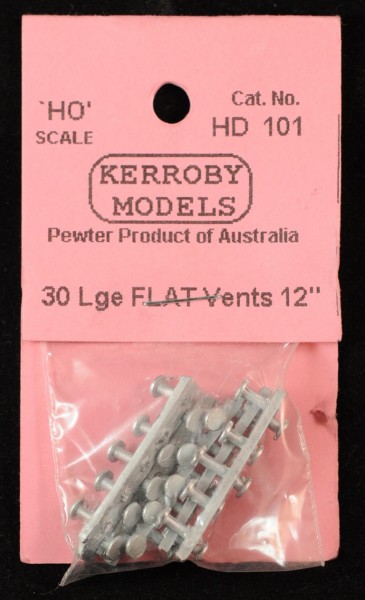 'HO'
SCALE
Cat. No.
HD 101
KERROBY
MODELS
Pewter Product of Australia
30 Lge FLAT Vents 12"